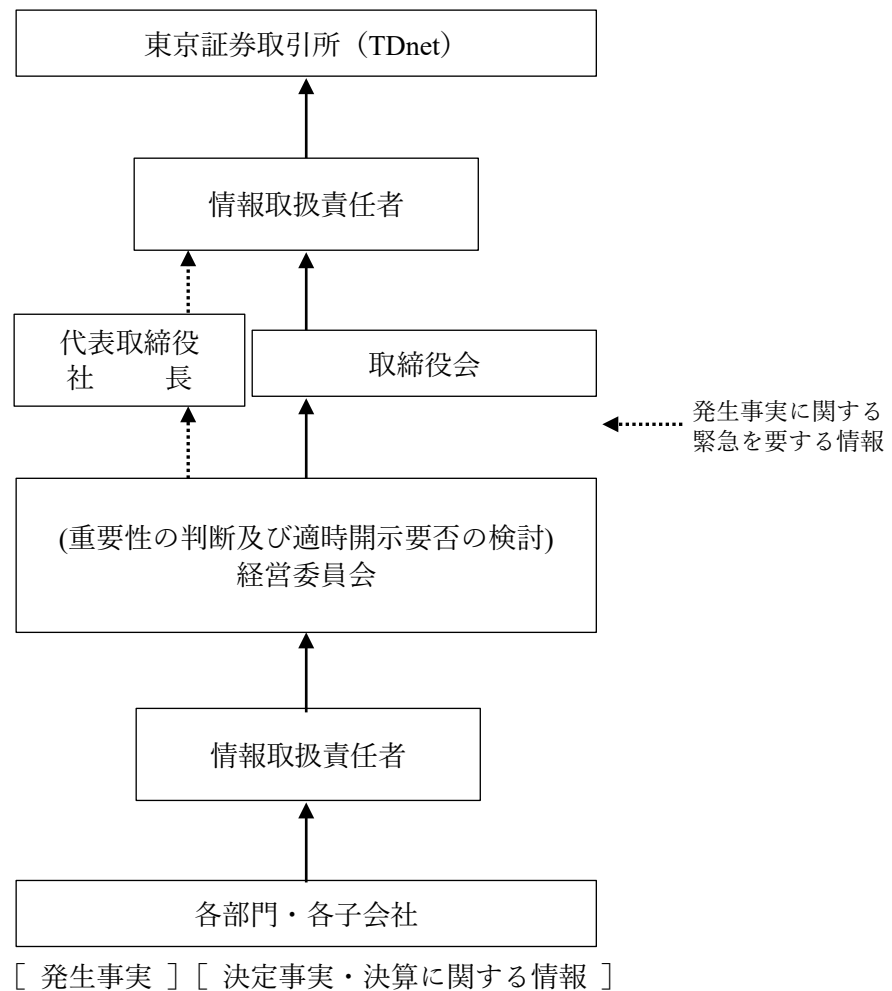 東京証券取引所（TDnet）
情報取扱責任者
代表取締役
社　　長
取締役会
発生事実に関する
緊急を要する情報
(重要性の判断及び適時開示要否の検討)
経営委員会
情報取扱責任者
各部門・各子会社
［ 発生事実 ］［ 決定事実・決算に関する情報 ］